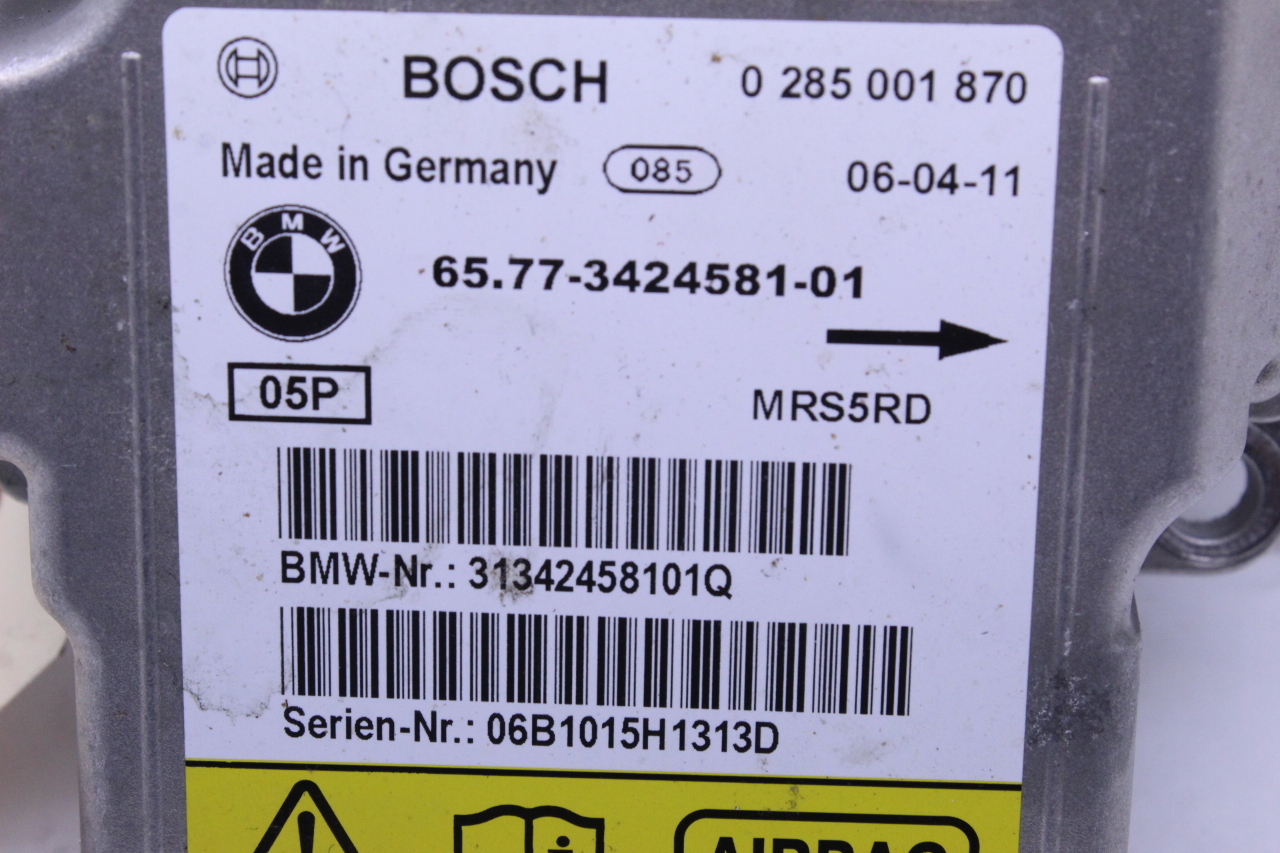 BOSCH 0 285 001 870
Made in Germany 085 06-04-11
BMW
65.77-3424581-01
05P MRS5RD
BMW-Nr.: 31342458101Q
Serien-Nr.: 06B1015H1313D
AIRBAG